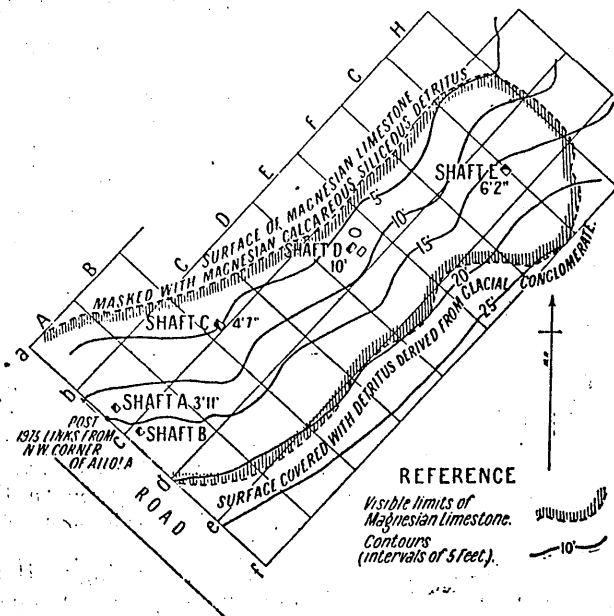 H
C
F
E
D
C
B
A
SURFACE OF MAGNESIAN LIMESTONE
MASKED WITH MAGNESIAN CALCAREOUS SILICEOUS DETRITUS
SHAFT E
6'2"
5'
10'
15'
20'
25'
SHAFT D
10'
SHAFT C 4'7"
SHAFT A 3'11'
SHAFT B
a
b
c
d
e
f
POST
1975 LINKS FROM
N.W. CORNER
OF ALLOT A
ROAD
SURFACE COVERED WITH DETRITUS DERIVED FROM GLACIAL CONGLOMERATE.
REFERENCE
Visible limits of
Magnesian Limestone.
Contours
(intervals of 5 feet).
10'